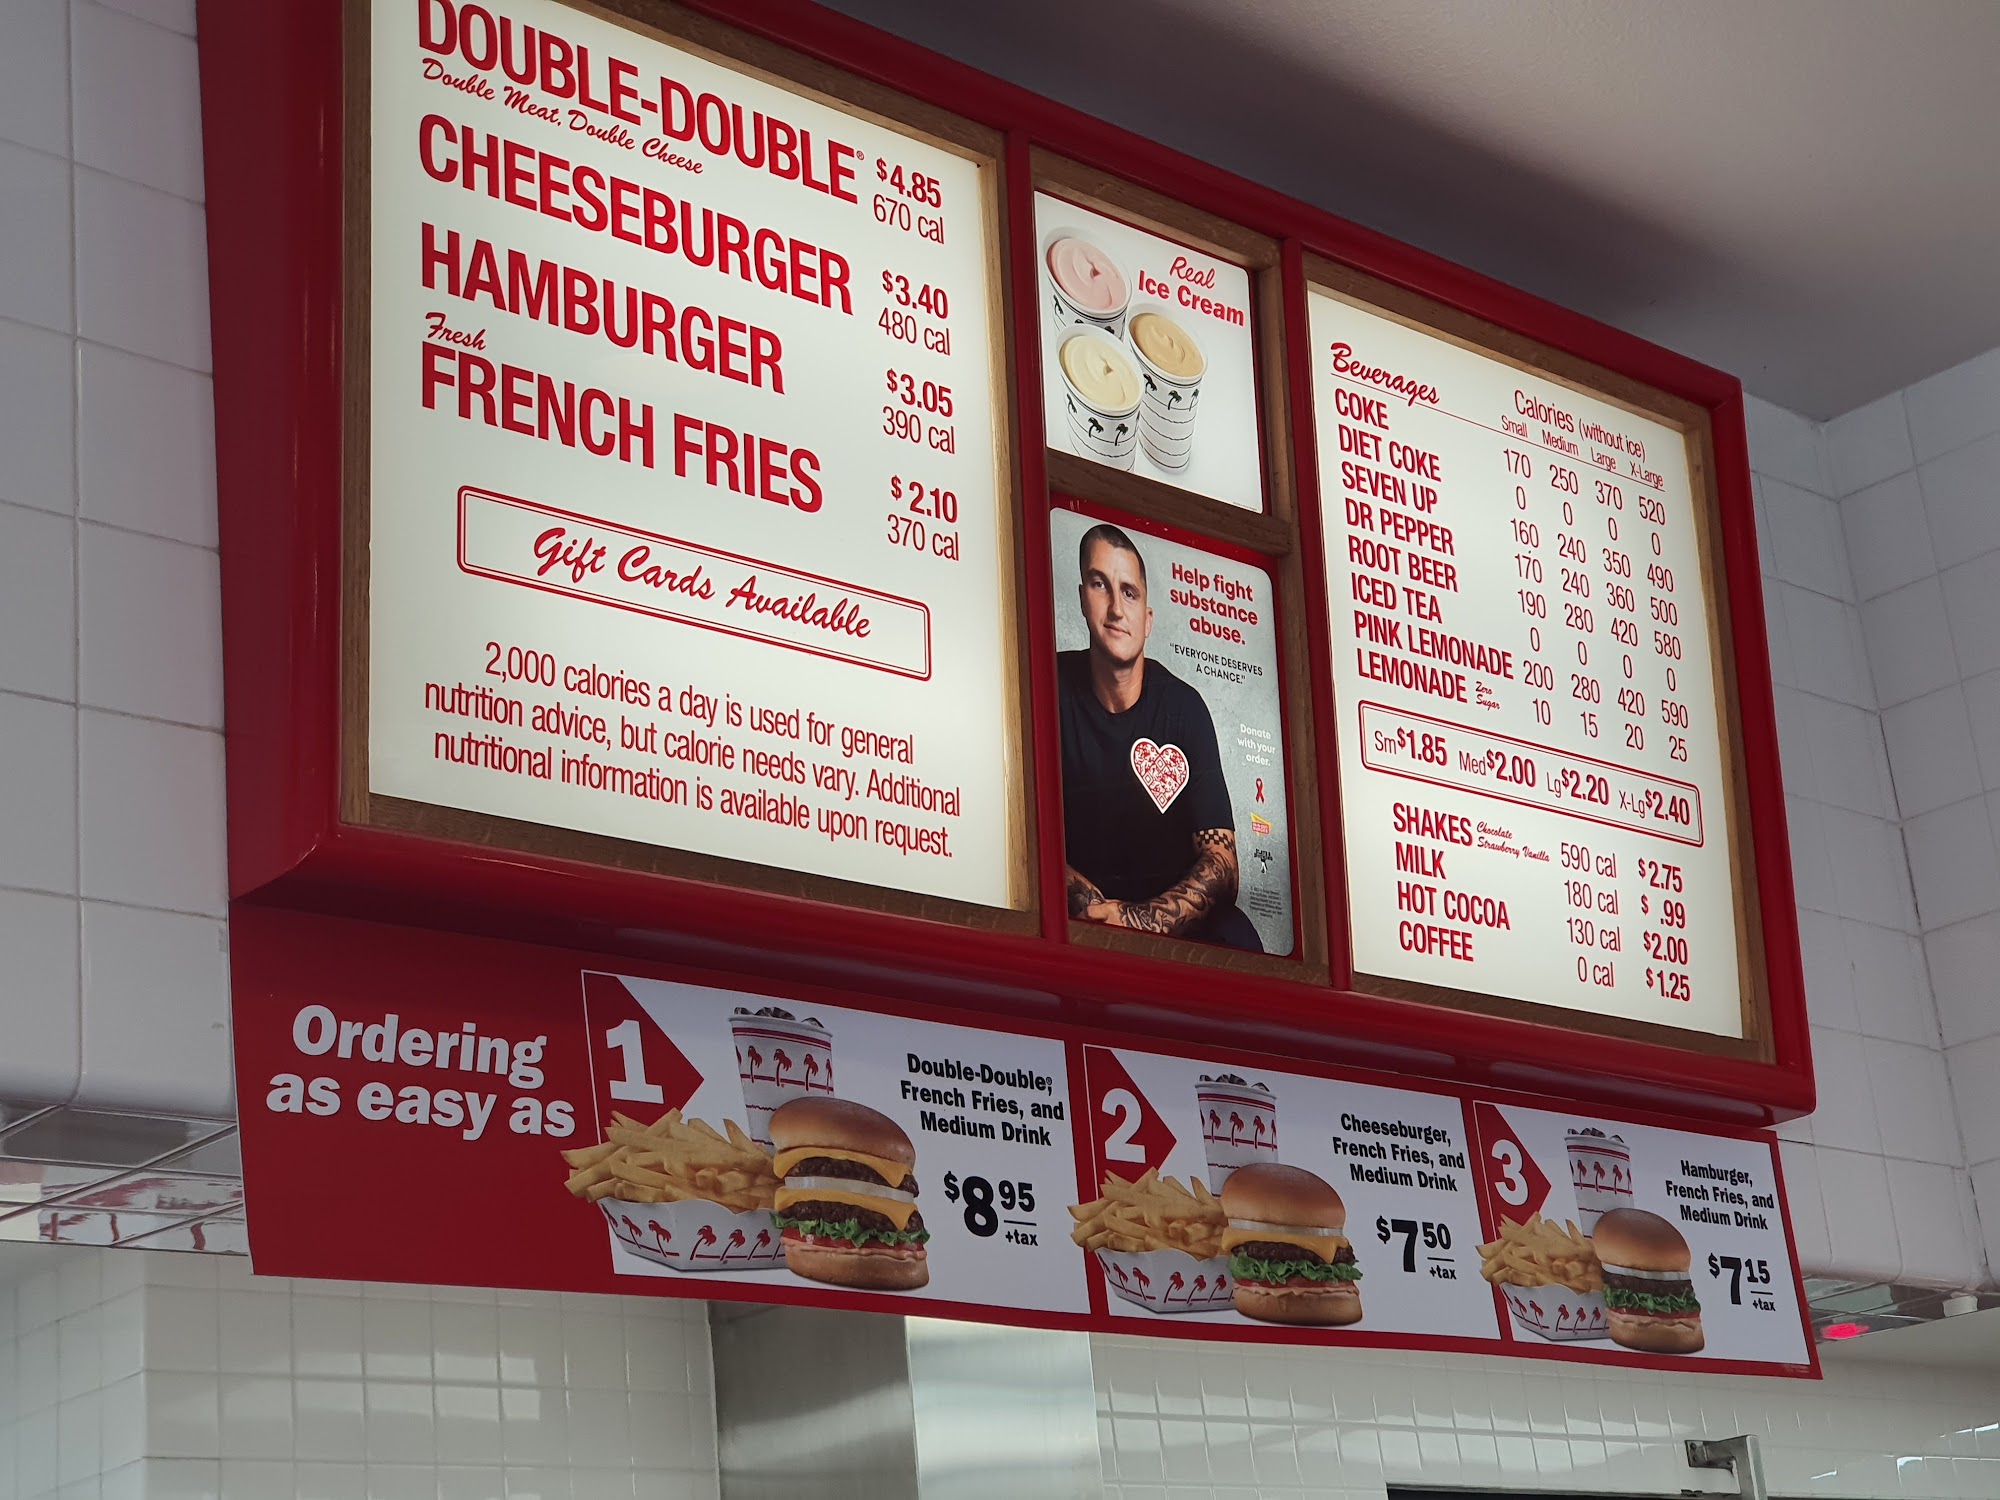 DOUBLE-DOUBLE® $4.85
Double Meat, Double Cheese 670 cal
CHEESEBURGER $3.40
480 cal
HAMBURGER $3.05
390 cal
Fresh
FRENCH FRIES $2.10
370 cal
Gift Cards Available
2,000 calories a day is used for general
nutrition advice, but calorie needs vary. Additional
nutritional information is available upon request.
Real
Ice Cream
Help fight
substance
abuse.
"EVERYONE DESERVES
A CHANCE."
Donate
with your
order.
Beverages Calories (without ice)
Small Medium Large X-Large
COKE 170 250 370 520
DIET COKE 0 0 0 0
SEVEN UP 160 240 350 490
DR PEPPER 170 240 360 500
ROOT BEER 190 280 420 580
ICED TEA 0 0 0 0
PINK LEMONADE 200 280 420 590
LEMONADE Zero Sugar 10 15 20 25
Sm$1.85 Med$2.00 Lg$2.20 X-Lg$2.40
SHAKES Chocolate Strawberry Vanilla 590 cal $2.75
MILK 180 cal $ .99
HOT COCOA 130 cal $2.00
COFFEE 0 cal $1.25
Ordering
as easy as
1
Double-Double®,
French Fries, and
Medium Drink
$8 95
+tax
2
Cheeseburger,
French Fries, and
Medium Drink
$7 50
+tax
3
Hamburger,
French Fries, and
Medium Drink
$7 15
+tax